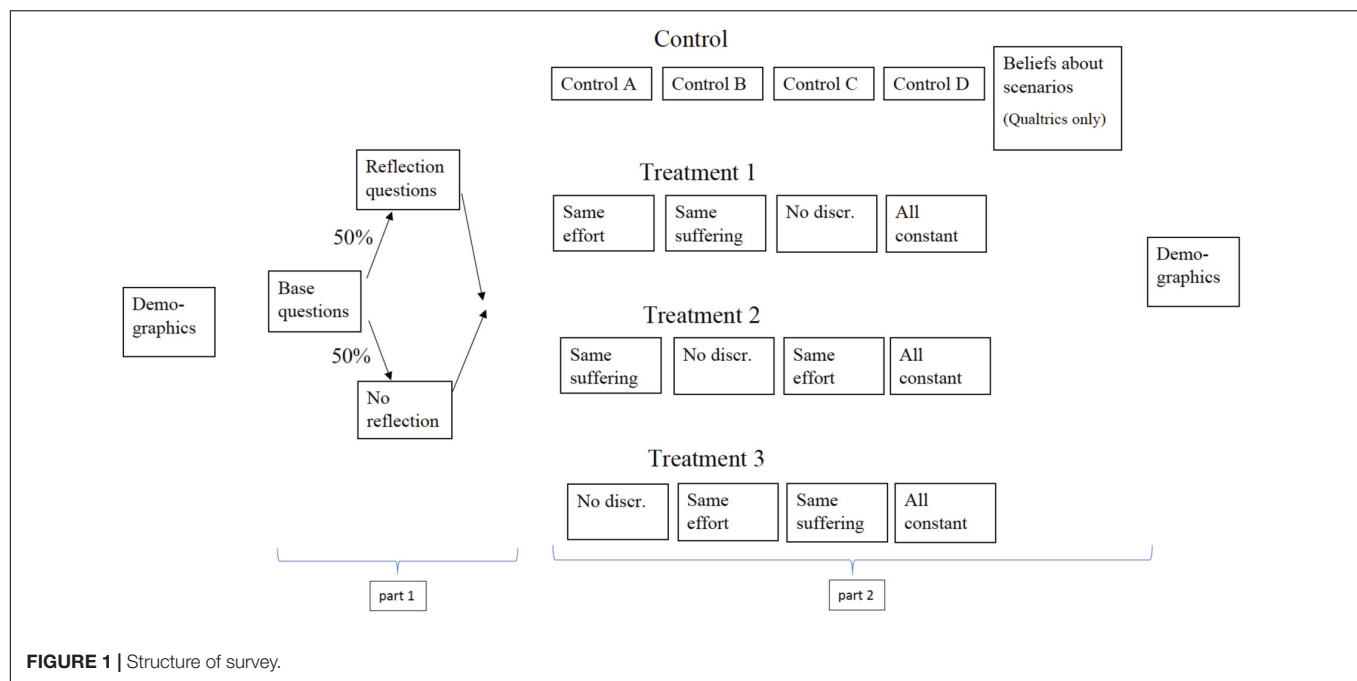 Control
Control A
Control B
Control C
Control D
Beliefs about
scenarios
(Qualtrics only)
Treatment 1
Reflection
questions
Same
effort
Same
suffering
No discr.
All
constant
50%
Demo-
graphics
Base
questions
Demo-
graphics
Treatment 2
50%
Same
suffering
No discr.
Same
effort
All
constant
No
reflection
Treatment 3
No discr.
Same
effort
Same
suffering
All
constant
part 1
part 2
FIGURE 1 | Structure of survey.